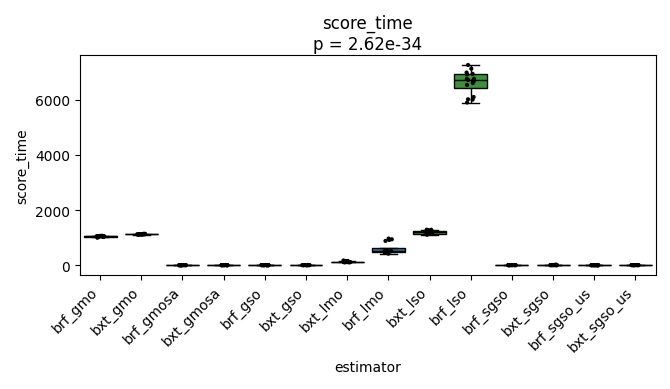 score_time
p = 2.62e-34
score_time
6000
4000
2000
0
brf_gmo
bxt_gmo
brf_gmosa
bxt_gmosa
brf_gso
bxt_gso
bxt_lmo
brf_lmo
bxt_lso
brf_lso
brf_sgso
bxt_sgso
brf_sgso_us
bxt_sgso_us
estimator